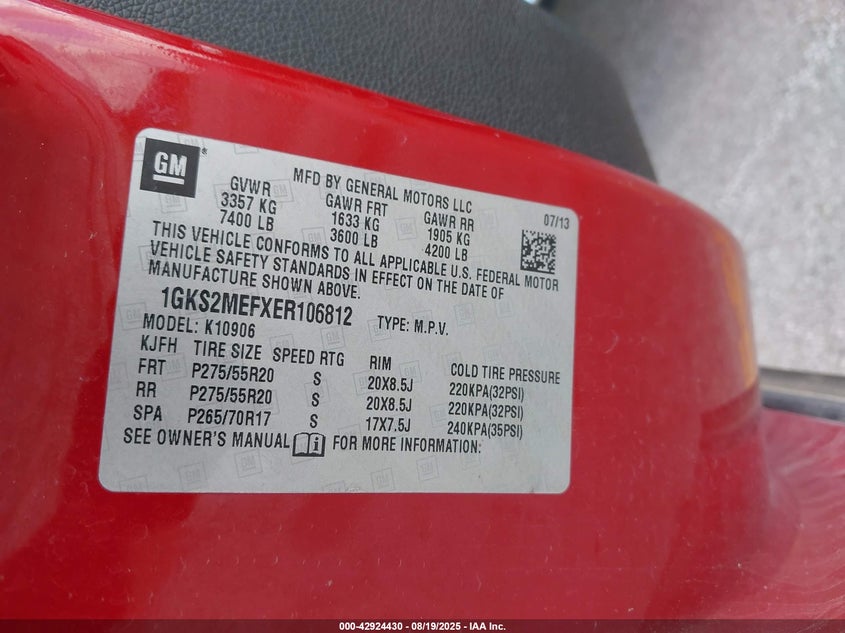 GM
MFD BY GENERAL MOTORS LLC
07/13
GVWR GAWR FRT GAWR RR
3357 KG 1633 KG 1905 KG
7400 LB 3600 LB 4200 LB
THIS VEHICLE CONFORMS TO ALL APPLICABLE U.S. FEDERAL MOTOR
VEHICLE SAFETY STANDARDS IN EFFECT ON THE DATE OF
MANUFACTURE SHOWN ABOVE.
1GKS2MEFXER106812 TYPE: M.P.V.
MODEL: K10906
KJFH TIRE SIZE SPEED RTG RIM COLD TIRE PRESSURE
FRT P275/55R20 S 20X8.5J 220KPA(32PSI)
RR P275/55R20 S 20X8.5J 220KPA(32PSI)
SPA P265/70R17 S 17X7.5J 240KPA(35PSI)
SEE OWNER'S MANUAL FOR MORE INFORMATION:
000-42924430 - 08/19/2025 - IAA Inc.